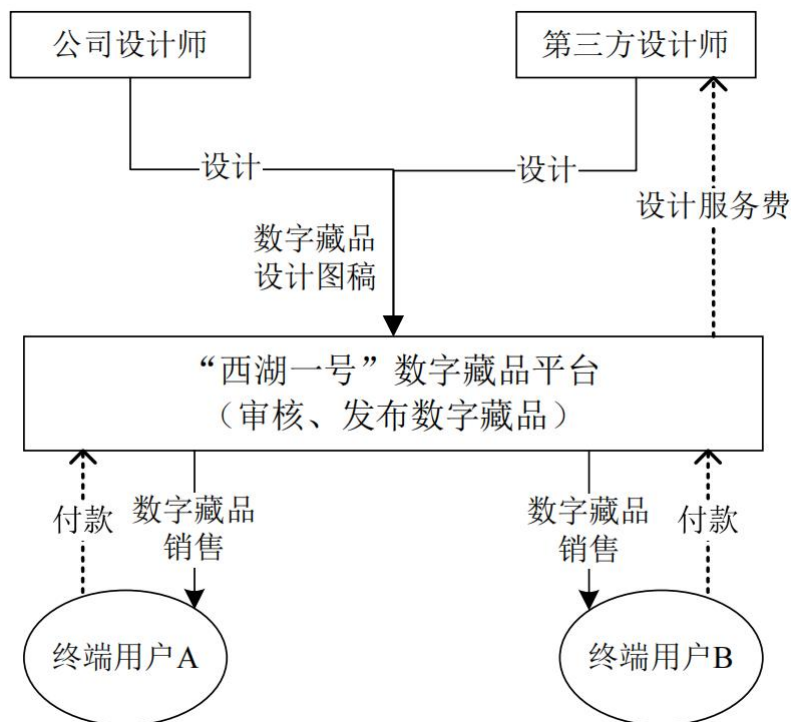 公司设计师
第三方设计师
设计
设计
设计服务费
数字藏品
设计图稿
“西湖一号”数字藏品平台
（审核、发布数字藏品）
付款
数字藏品
销售
数字藏品
销售
付款
终端用户A
终端用户B